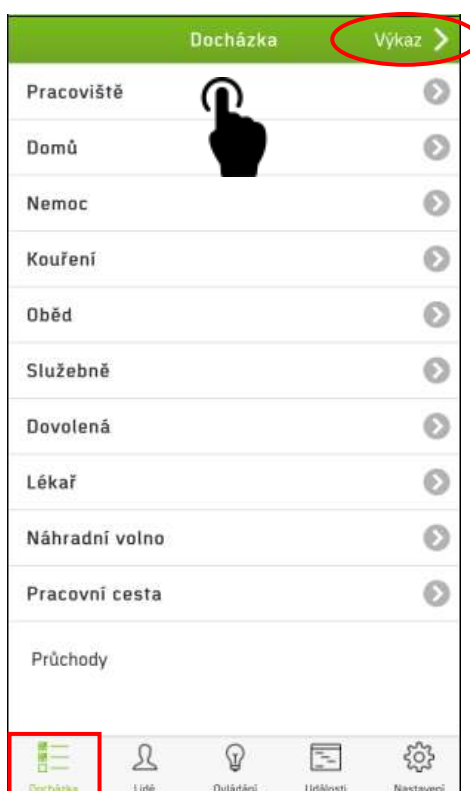 Docházka Výkaz
Pracoviště
Domů
Nemoc
Kouření
Oběd
Služebně
Dovolená
Lékař
Náhradní volno
Pracovní cesta
Průchody
Docházka Lidé Ovládání Události Nastavení